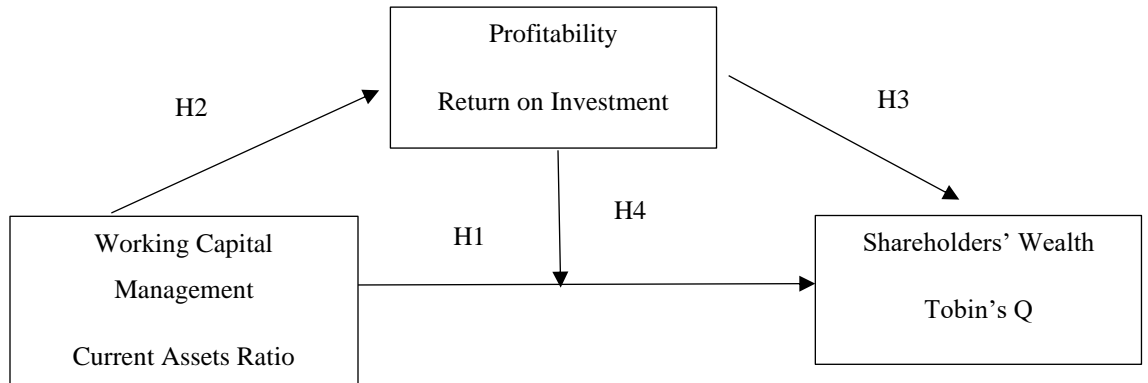 Profitability
Return on Investment
H2
H3
H4
H1
Working Capital
Management
Current Assets Ratio
Shareholders’ Wealth
Tobin’s Q